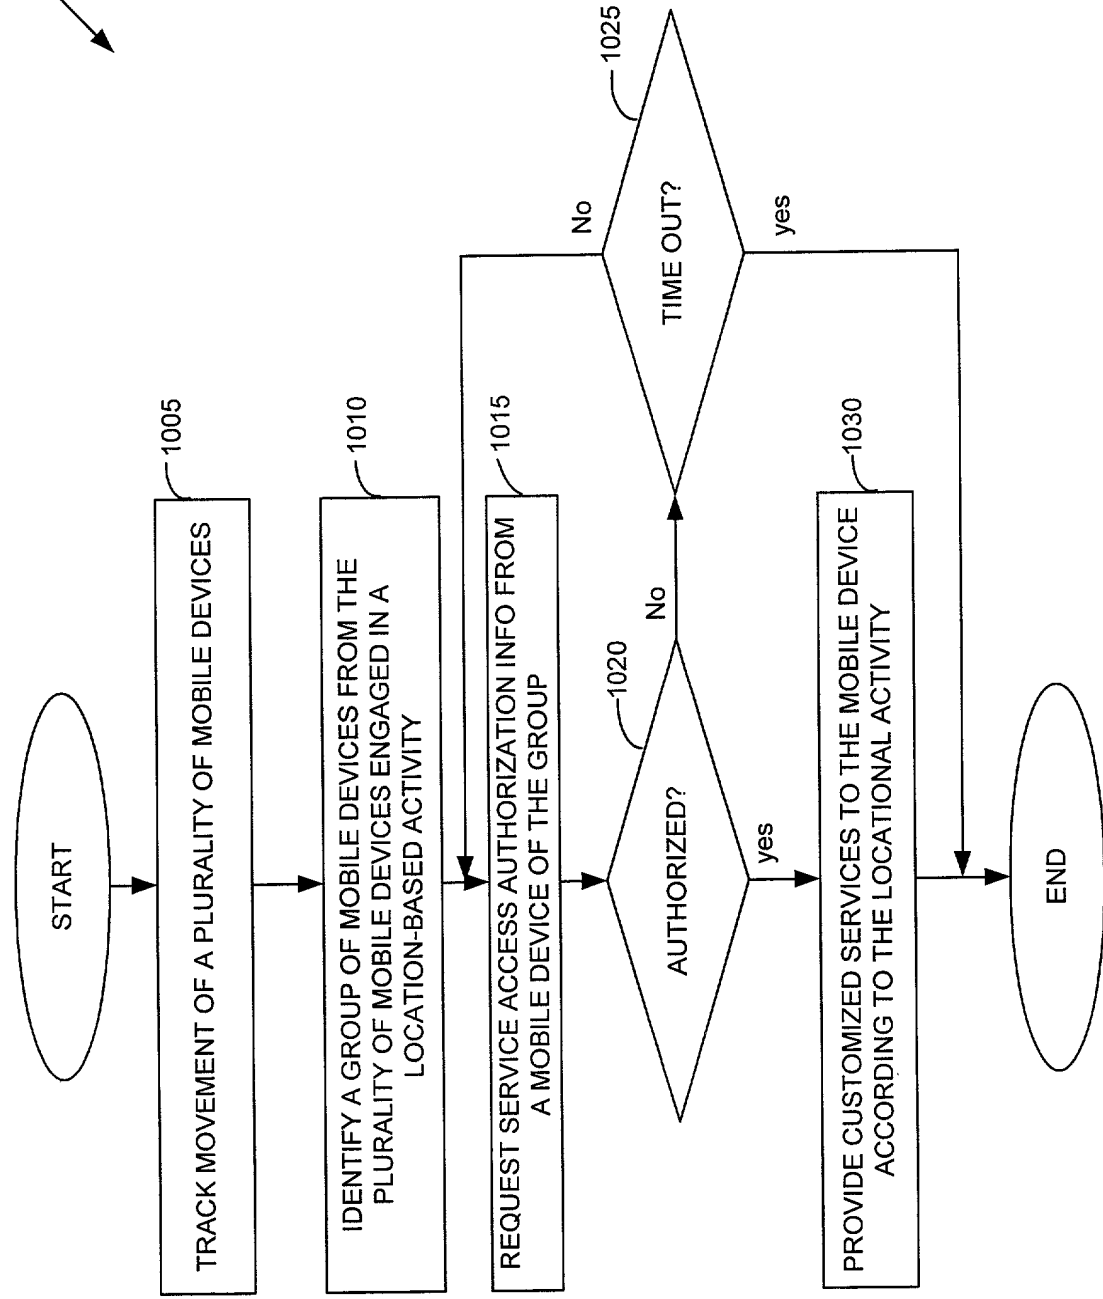 START
1005
TRACK MOVEMENT OF A PLURALITY OF MOBILE DEVICES
1010
IDENTIFY A GROUP OF MOBILE DEVICES FROM THE
PLURALITY OF MOBILE DEVICES ENGAGED IN A
LOCATION-BASED ACTIVITY
1015
REQUEST SERVICE ACCESS AUTHORIZATION INFO FROM
A MOBILE DEVICE OF THE GROUP
1020
AUTHORIZED?
No
yes
1025
TIME OUT?
No
yes
1030
PROVIDE CUSTOMIZED SERVICES TO THE MOBILE DEVICE
ACCORDING TO THE LOCATIONAL ACTIVITY
END